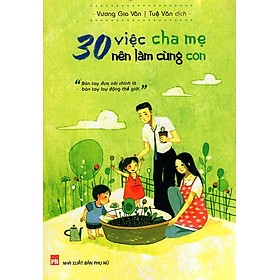 Vương Gia Vân | Tuệ Văn dịch -
30 việc cha mẹ
nên làm cùng con
"Bàn tay đưa nôi chính là
bàn tay lay động thế giới."
PN
NHÀ XUẤT BẢN PHỤ NỮ